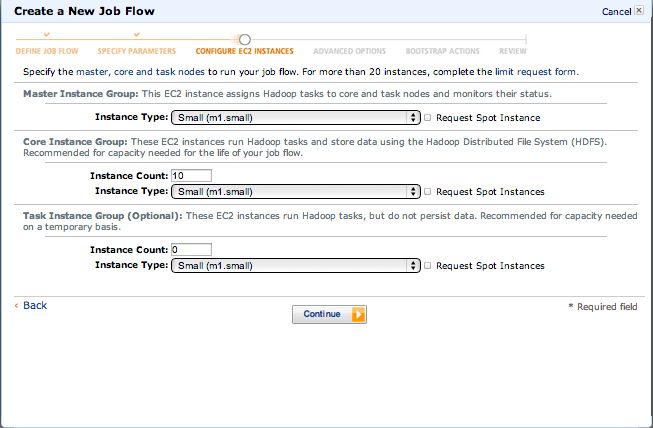 Create a New Job Flow
Cancel
DEFINE JOB FLOW SPECIFY PARAMETERS CONFIGURE EC2 INSTANCES ADVANCED OPTIONS BOOTSTRAP ACTIONS REVIEW
Specify the master, core and task nodes to run your job flow. For more than 20 instances, complete the limit request form.
Master Instance Group: This EC2 instance assigns Hadoop tasks to core and task nodes and monitors their status.
Instance Type: Small (m1.small) Request Spot Instance
Core Instance Group: These EC2 instances run Hadoop tasks and store data using the Hadoop Distributed File System (HDFS).
Recommended for capacity needed for the life of your job flow.
Instance Count: 10
Instance Type: Small (m1.small) Request Spot Instances
Task Instance Group (Optional): These EC2 instances run Hadoop tasks, but do not persist data. Recommended for capacity needed
on a temporary basis.
Instance Count: 0
Instance Type: Small (m1.small) Request Spot Instances
Back
Continue
* Required field